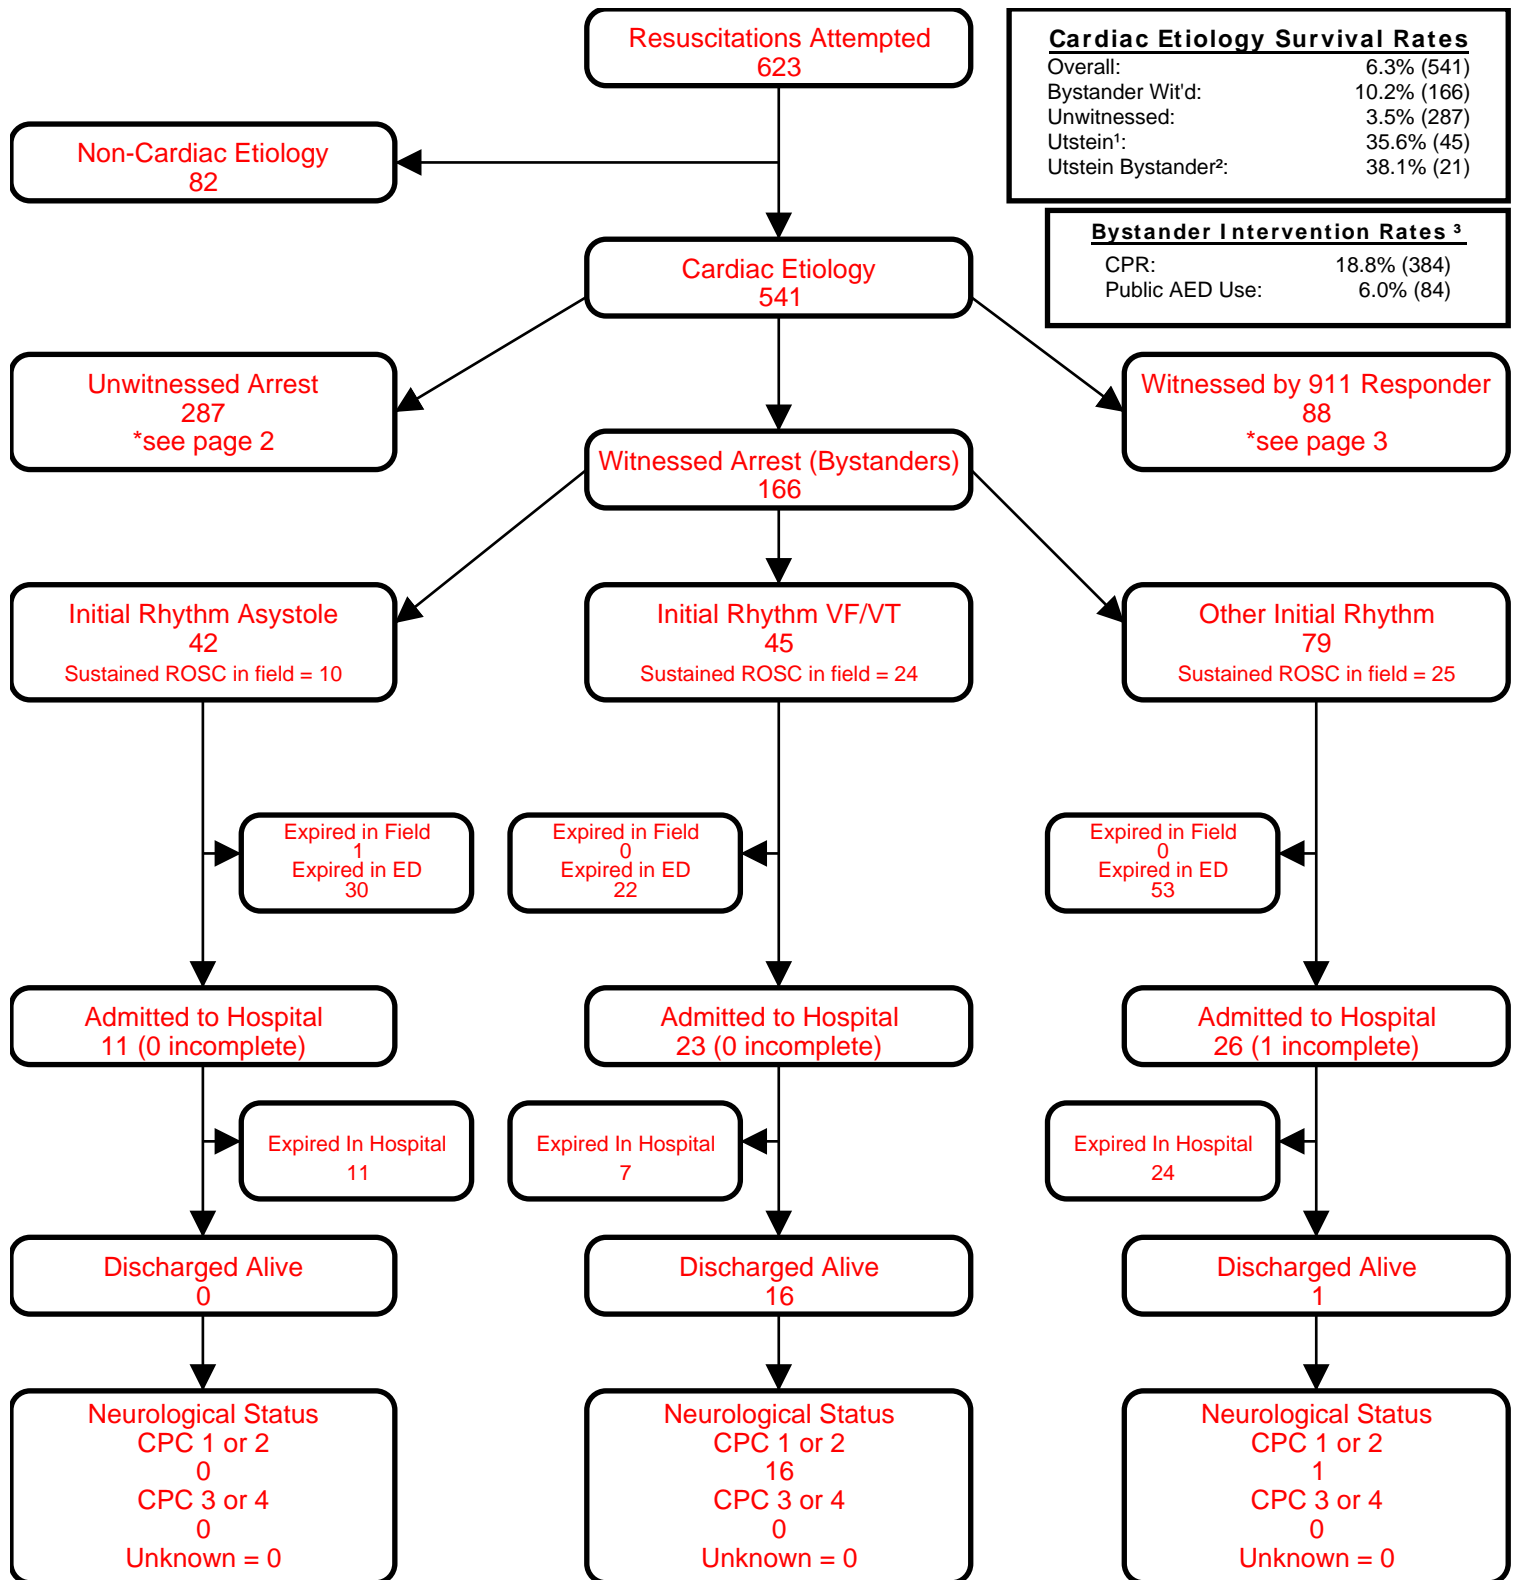 Resuscitations Attempted
623
Cardiac Etiology Survival Rates
Overall: 6.3% (541)
Bystander Wit'd: 10.2% (166)
Unwitnessed: 3.5% (287)
Utstein¹: 35.6% (45)
Utstein Bystander²: 38.1% (21)
Non-Cardiac Etiology
82
Bystander Intervention Rates ³
CPR: 18.8% (384)
Public AED Use: 6.0% (84)
Cardiac Etiology
541
Unwitnessed Arrest
287
*see page 2
Witnessed by 911 Responder
88
*see page 3
Witnessed Arrest (Bystanders)
166
Initial Rhythm Asystole
42
Sustained ROSC in field = 10
Initial Rhythm VF/VT
45
Sustained ROSC in field = 24
Other Initial Rhythm
79
Sustained ROSC in field = 25
Expired in Field
1
Expired in ED
30
Expired in Field
0
Expired in ED
22
Expired in Field
0
Expired in ED
53
Admitted to Hospital
11 (0 incomplete)
Admitted to Hospital
23 (0 incomplete)
Admitted to Hospital
26 (1 incomplete)
Expired In Hospital
11
Expired In Hospital
7
Expired In Hospital
24
Discharged Alive
0
Discharged Alive
16
Discharged Alive
1
Neurological Status
CPC 1 or 2
0
CPC 3 or 4
0
Unknown = 0
Neurological Status
CPC 1 or 2
16
CPC 3 or 4
0
Unknown = 0
Neurological Status
CPC 1 or 2
1
CPC 3 or 4
0
Unknown = 0